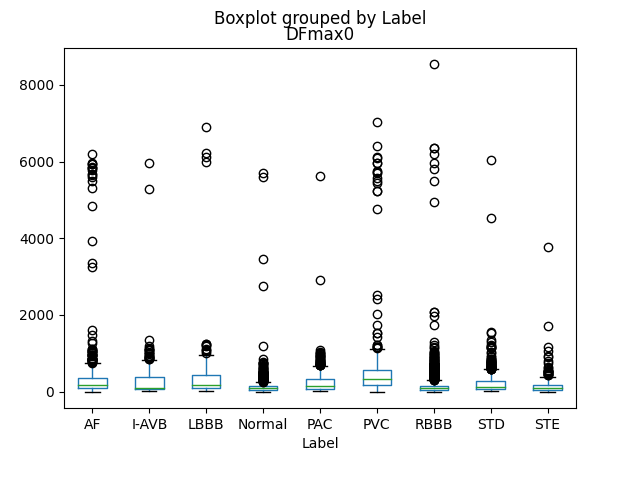 Boxplot grouped by Label
DFmax0
8000
6000
4000
2000
0
AF I-AVB LBBB Normal PAC PVC RBBB STD STE
Label